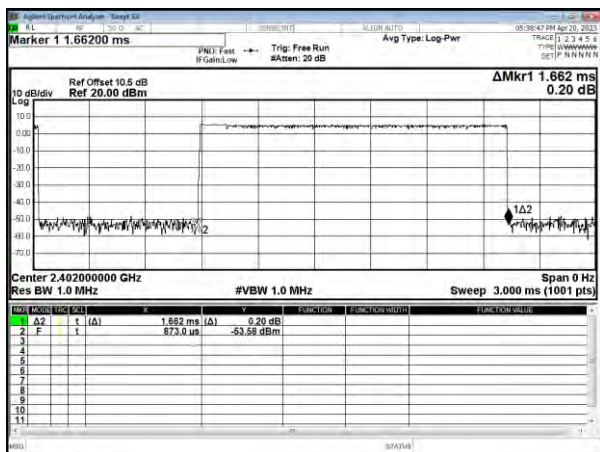 Agilent Spectrum Analyzer - Swept SA
RL RF 50 Ω AC SENSE:INT ALIGN AUTO 05:38:47 PM Apr 20, 2023
Marker 1 1.66200 ms Avg Type: Log-Pwr TRACE 1 2 3 4 5 6
PNO: Fast Trig: Free Run TYPE WWWWWW
IFGain:Low #Atten: 20 dB DET P N N N N N
Ref Offset 10.5 dB ΔMkr1 1.662 ms
10 dB/div Ref 20.00 dBm 0.20 dB
Log
10.0
0.00
-10.0
-20.0
-30.0
-40.0
-50.0
-60.0
-70.0
2
1Δ2
Center 2.402000000 GHz Span 0 Hz
Res BW 1.0 MHz #VBW 1.0 MHz Sweep 3.000 ms (1001 pts)
MKR MODE TRC SCL X Y FUNCTION FUNCTION WIDTH FUNCTION VALUE
1 Δ2 t (Δ) 1.662 ms (Δ) 0.20 dB
2 F t 873.0 us -53.58 dBm
3
4
5
6
7
8
9
10
11
MSG STATUS